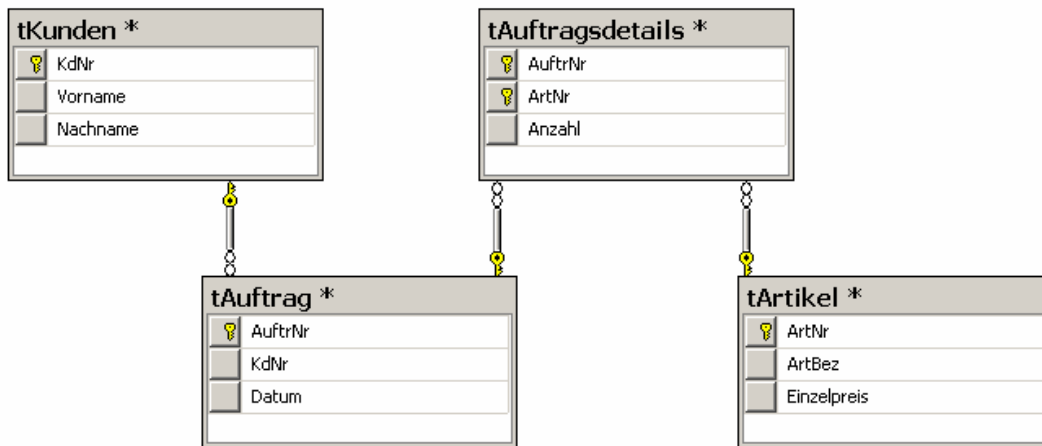 tKunden *
KdNr
Vorname
Nachname
tAuftragsdetails *
AuftrNr
ArtNr
Anzahl
tAuftrag *
AuftrNr
KdNr
Datum
tArtikel *
ArtNr
ArtBez
Einzelpreis